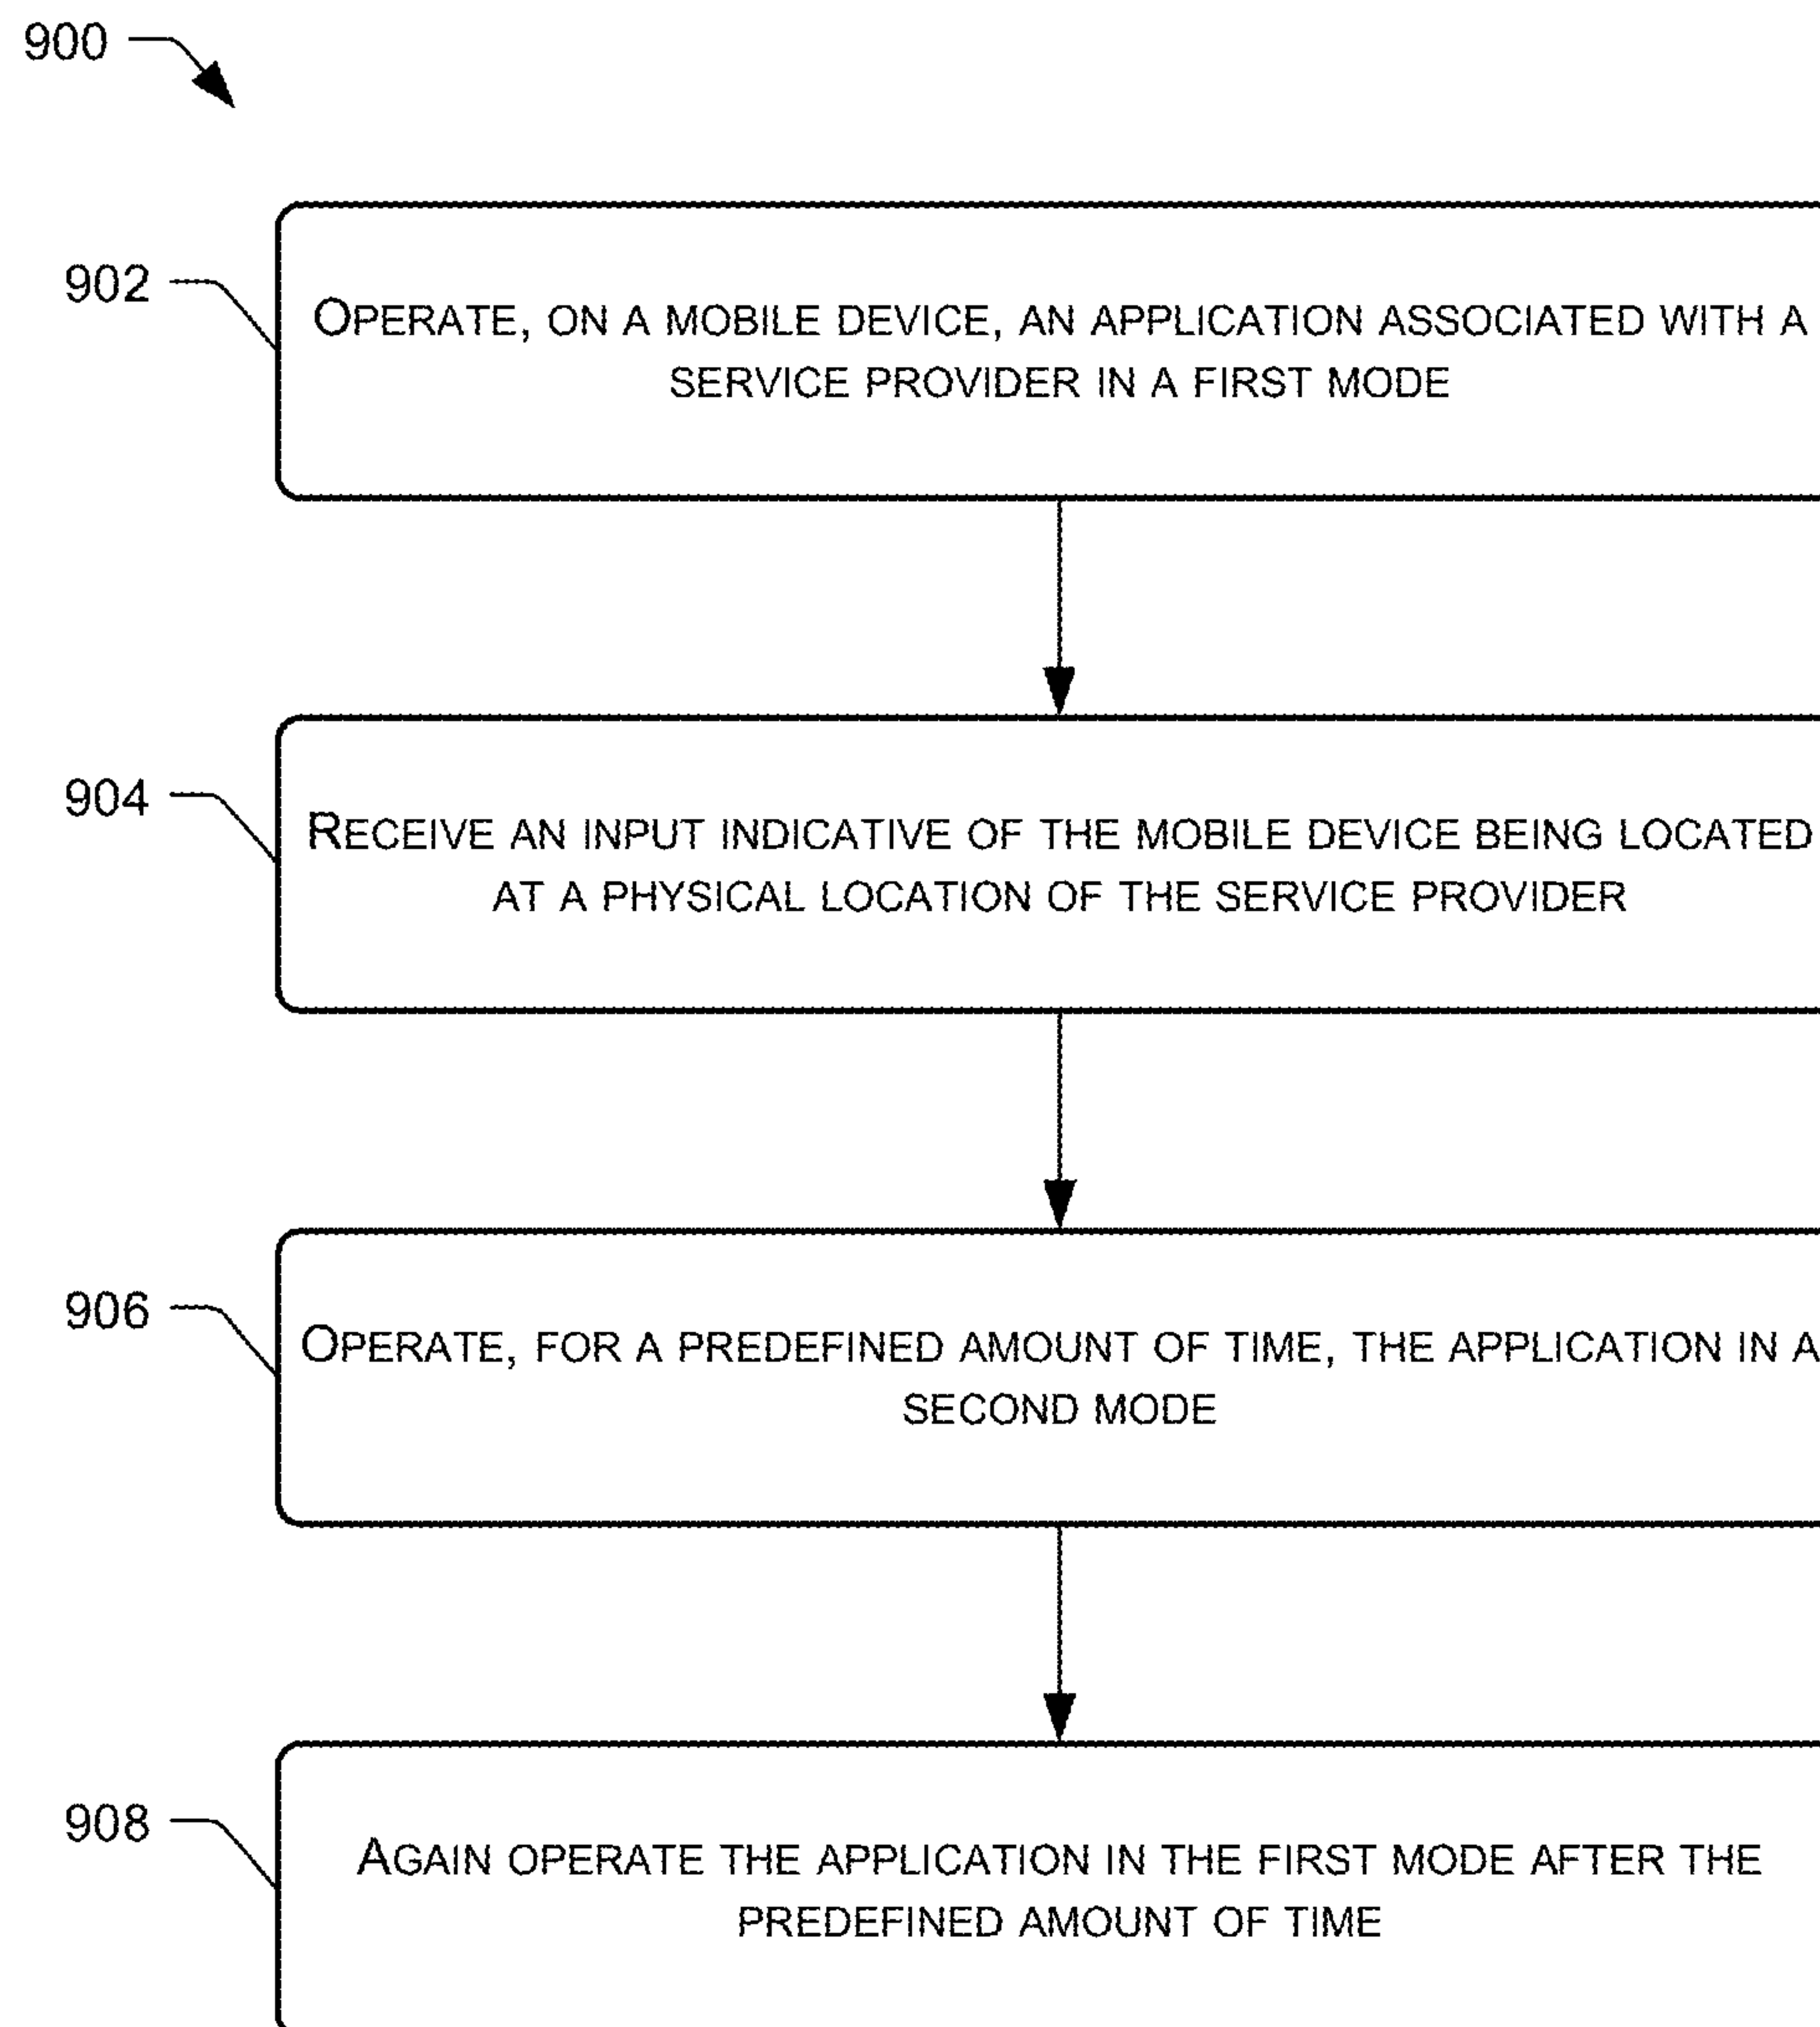 900
902
OPERATE, ON A MOBILE DEVICE, AN APPLICATION ASSOCIATED WITH A
SERVICE PROVIDER IN A FIRST MODE
904
RECEIVE AN INPUT INDICATIVE OF THE MOBILE DEVICE BEING LOCATED
AT A PHYSICAL LOCATION OF THE SERVICE PROVIDER
906
OPERATE, FOR A PREDEFINED AMOUNT OF TIME, THE APPLICATION IN A
SECOND MODE
908
AGAIN OPERATE THE APPLICATION IN THE FIRST MODE AFTER THE
PREDEFINED AMOUNT OF TIME